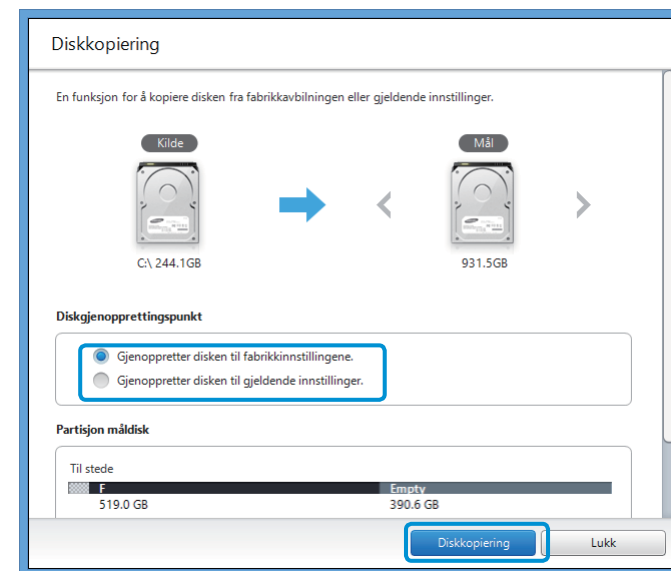 Diskkopiering
En funksjon for å kopiere disken fra fabrikkavbilningen eller gjeldende innstillinger.
Kilde
Mål
C:\ 244.1GB
931.5GB
Diskgjenopprettingspunkt
Gjenoppretter disken til fabrikkinnstillingene.
Gjenoppretter disken til gjeldende innstillinger.
Partisjon måldisk
Til stede
F Empty
519.0 GB 390.6 GB
Diskkopiering Lukk